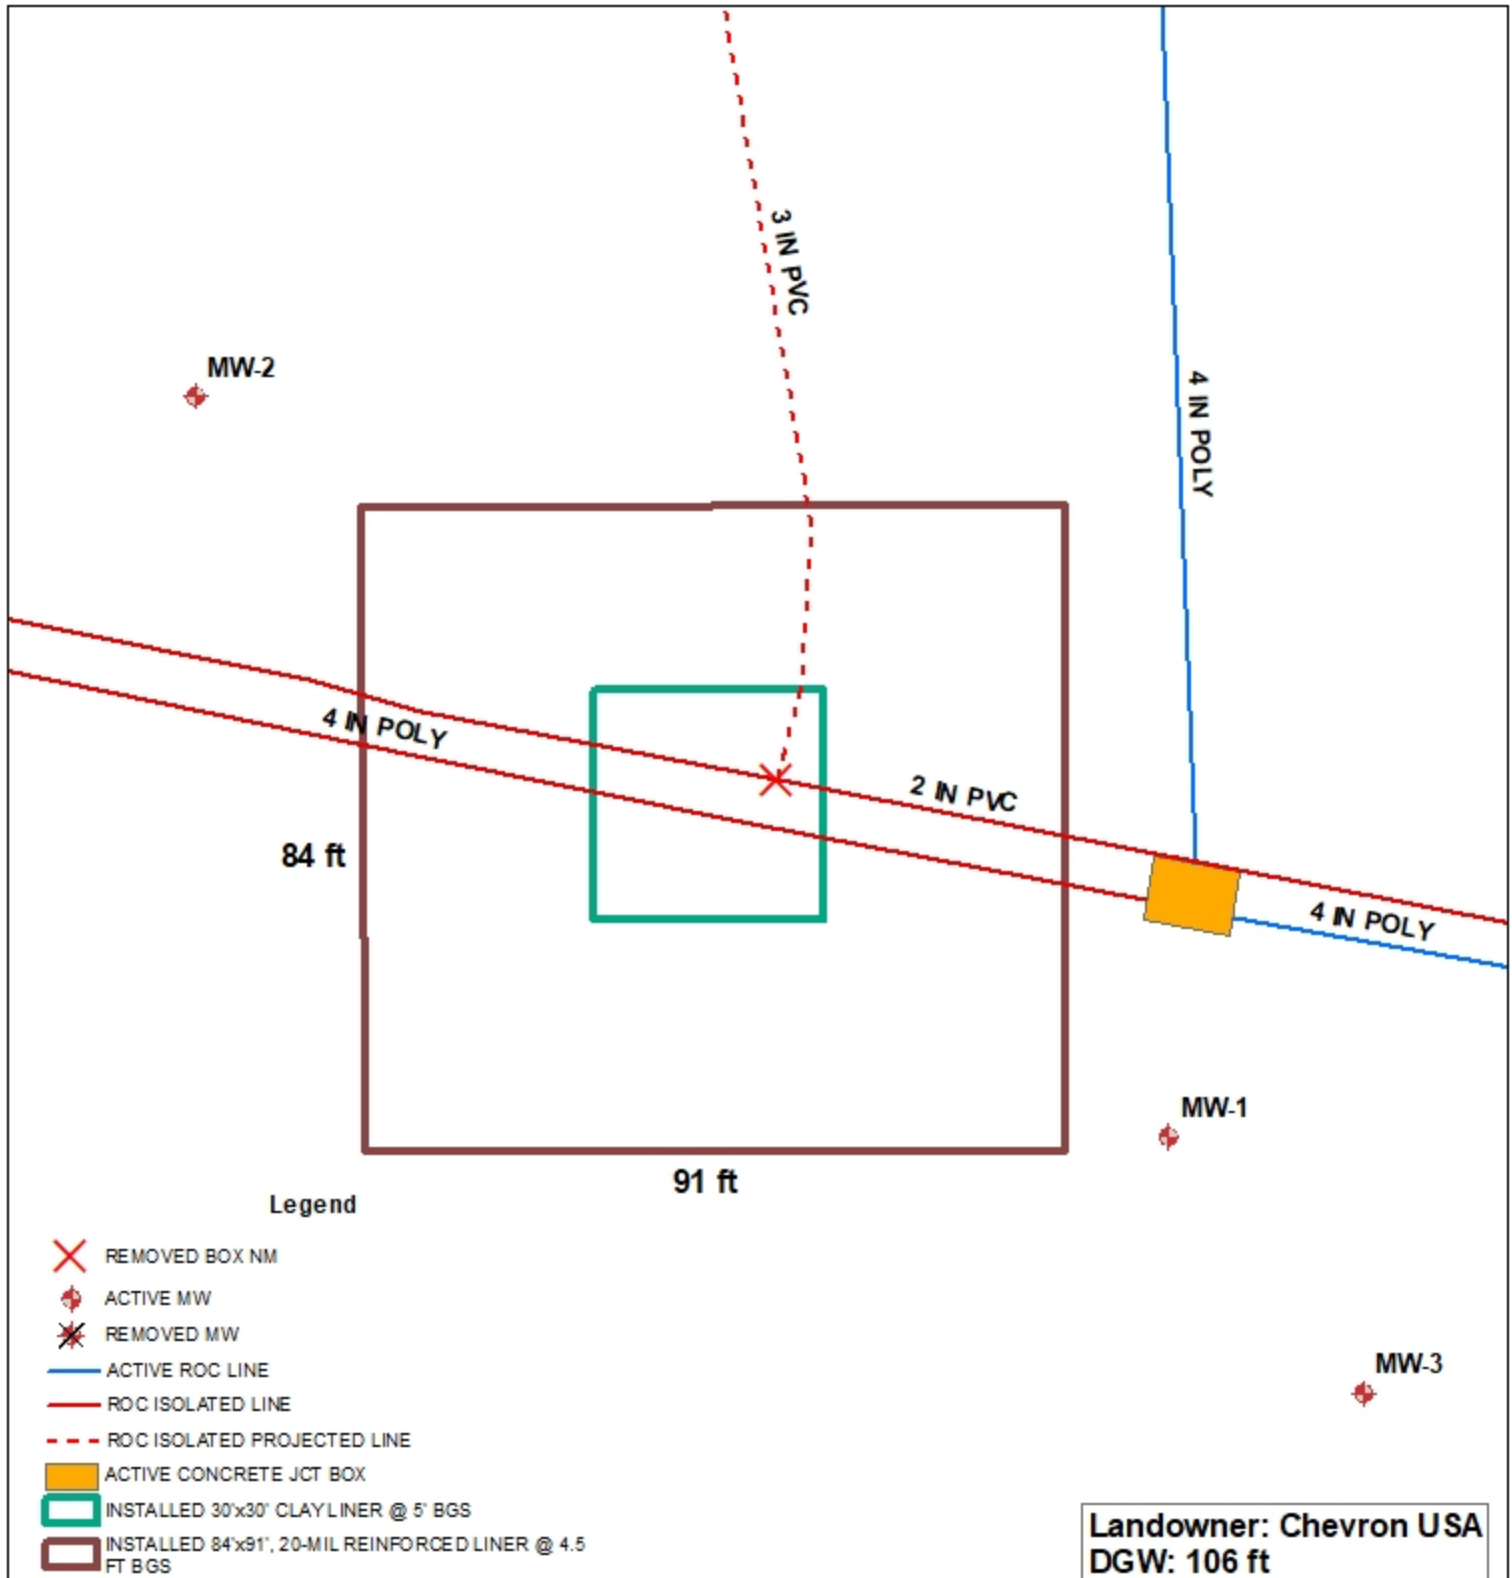 3 IN PVC
MW-2
4 IN POLY
4 IN POLY
2 IN PVC
84 ft
4 IN POLY
MW-1
91 ft
Legend
REMOVED BOX NM
ACTIVE MW
REMOVED MW
ACTIVE ROC LINE
ROC ISOLATED LINE
ROC ISOLATED PROJECTED LINE
ACTIVE CONCRETE JCT BOX
INSTALLED 30'x30' CLAY LINER @ 5' BGS
INSTALLED 84'x91', 20-MIL REINFORCED LINER @ 4.5
FT BGS
MW-3
Landowner: Chevron USA
DGW: 106 ft